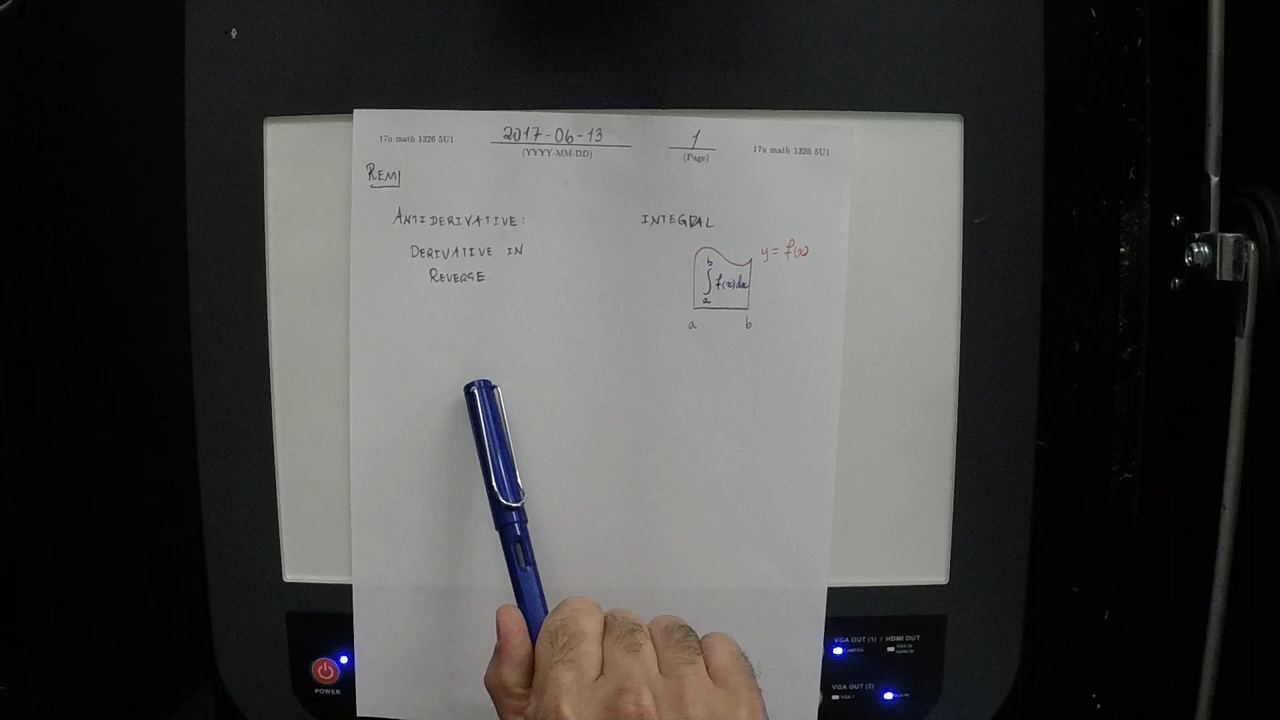 17u math 1326 5U1
2017-06-13
(YYYY-MM-DD)
1
(Page)
17u math 1326 5U1
REM
ANTIDERIVATIVE:
DERIVATIVE IN
REVERSE.
INTEGRAL
y = f(x)
b
∫ f(x)dx
a
a b
POWER
VGA OUT (1) / HDMI OUT
VGA OUT (2)